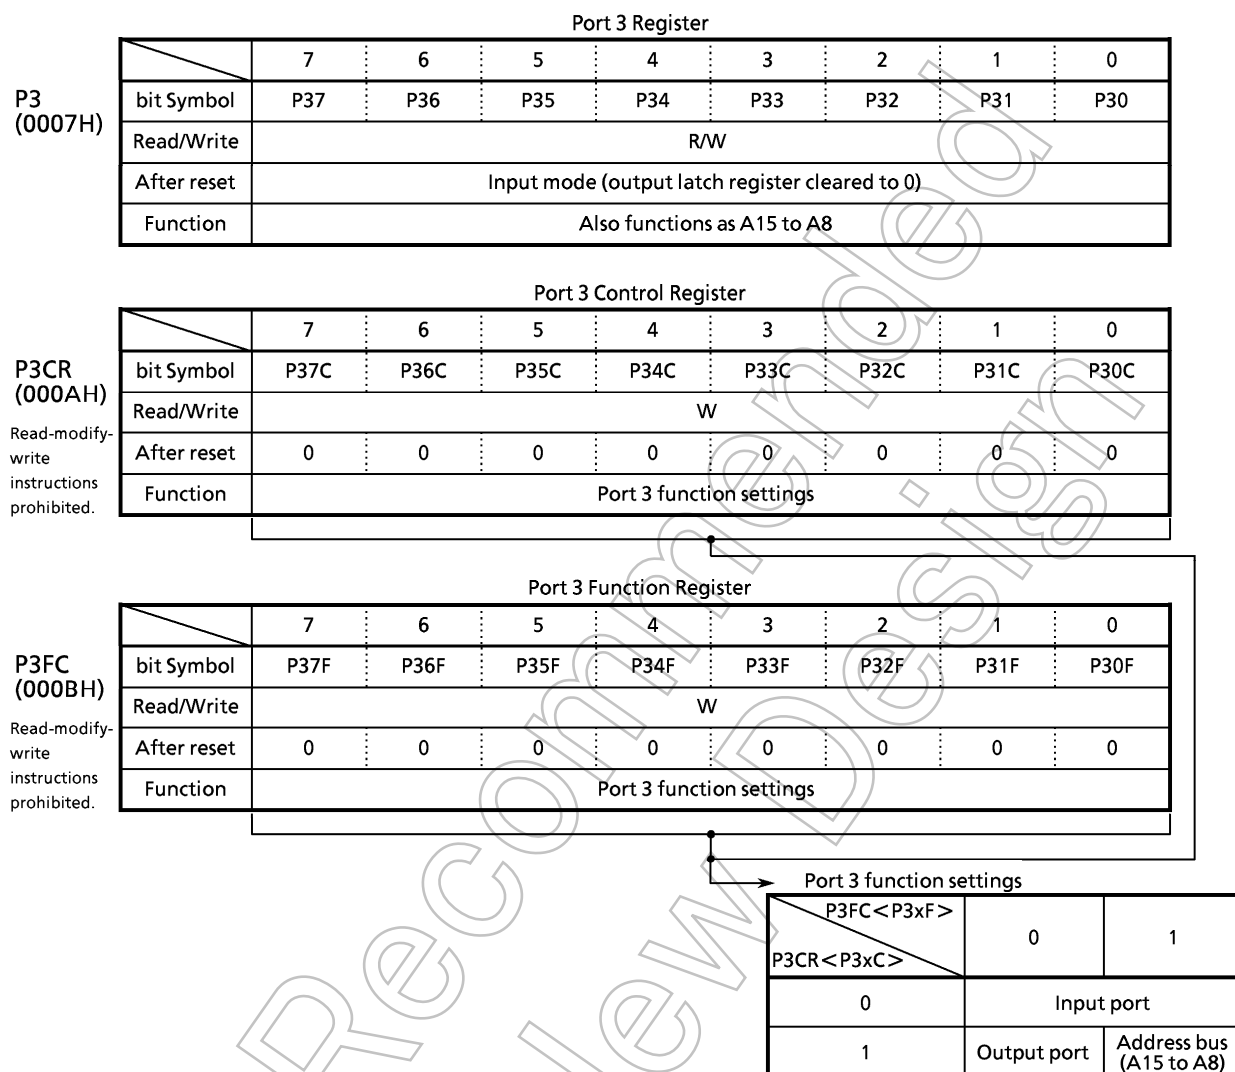 Port 3 Register
7 6 5 4 3 2 1 0
P3
(0007H)
bit Symbol P37 P36 P35 P34 P33 P32 P31 P30
Read/Write R/W
After reset Input mode (output latch register cleared to 0)
Function Also functions as A15 to A8
Port 3 Control Register
7 6 5 4 3 2 1 0
P3CR
(000AH)
Read-modify-
write
instructions
prohibited.
bit Symbol P37C P36C P35C P34C P33C P32C P31C P30C
Read/Write W
After reset 0 0 0 0 0 0 0 0
Function Port 3 function settings
Port 3 Function Register
7 6 5 4 3 2 1 0
P3FC
(000BH)
Read-modify-
write
instructions
prohibited.
bit Symbol P37F P36F P35F P34F P33F P32F P31F P30F
Read/Write W
After reset 0 0 0 0 0 0 0 0
Function Port 3 function settings
Port 3 function settings
P3FC<P3xF> 0 1
P3CR<P3xC>
0 Input port
1 Output port Address bus
(A15 to A8)
Recommended
ew Design